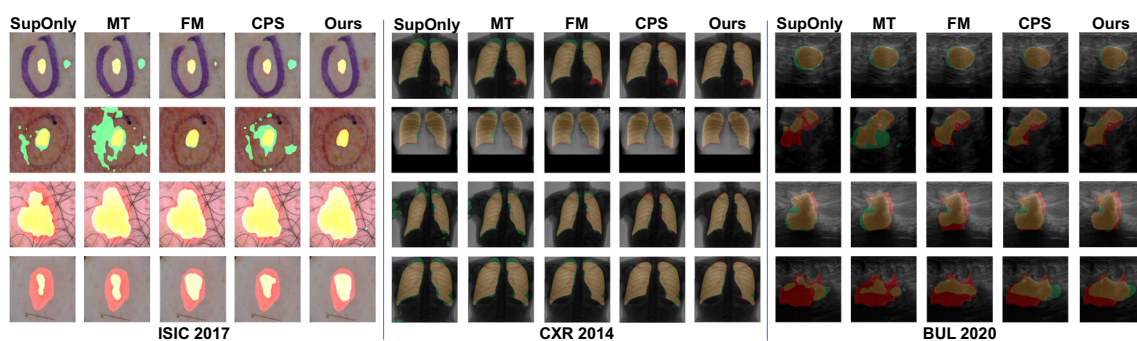 SupOnly MT FM CPS Ours SupOnly MT FM CPS Ours SupOnly MT FM CPS Ours
ISIC 2017 CXR 2014 BUL 2020